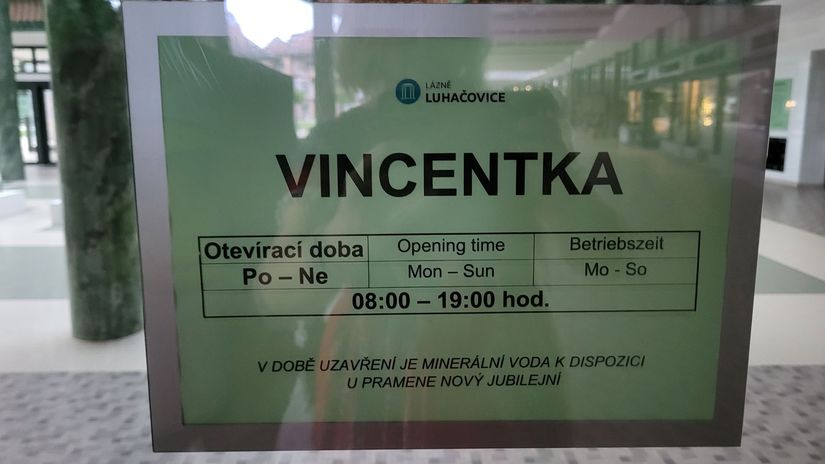 LÁZNĚ
LUHAČOVICE
VINCENTKA
Otevírací doba Opening time Betriebszeit
Po – Ne Mon – Sun Mo - So
08:00 – 19:00 hod.
V DOBĚ UZAVŘENÍ JE MINERÁLNÍ VODA K DISPOZICI
U PRAMENE NOVÝ JUBILEJNÍ